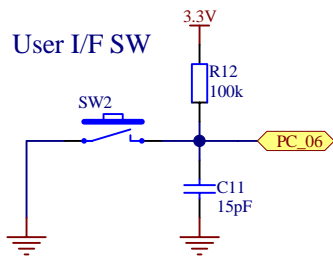 3.3V
User I/F SW
R12
100k
SW2
PC_06
C11
15pF